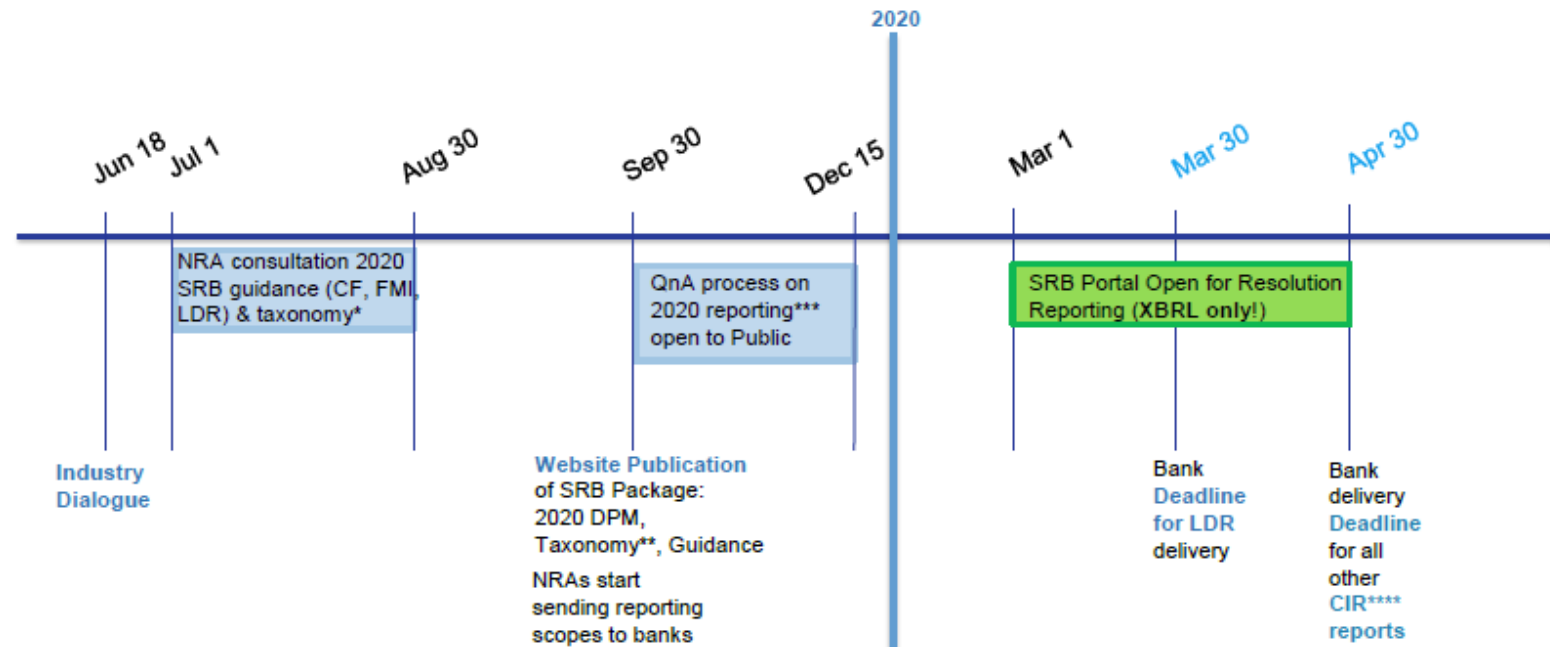 2020
Jun 18
Jul 1
Aug 30
Sep 30
Dec 15
Mar 1
Mar 30
Apr 30
NRA consultation 2020
SRB guidance (CF, FMI,
LDR) & taxonomy*
QnA process on
2020 reporting***
open to Public
SRB Portal Open for Resolution
Reporting (XBRL only!)
Industry
Dialogue
Website Publication
of SRB Package:
2020 DPM,
Taxonomy**, Guidance
NRAs start
sending reporting
scopes to banks
Bank
Deadline
for LDR
delivery
Bank
delivery
Deadline
for all
other
CIR****
reports